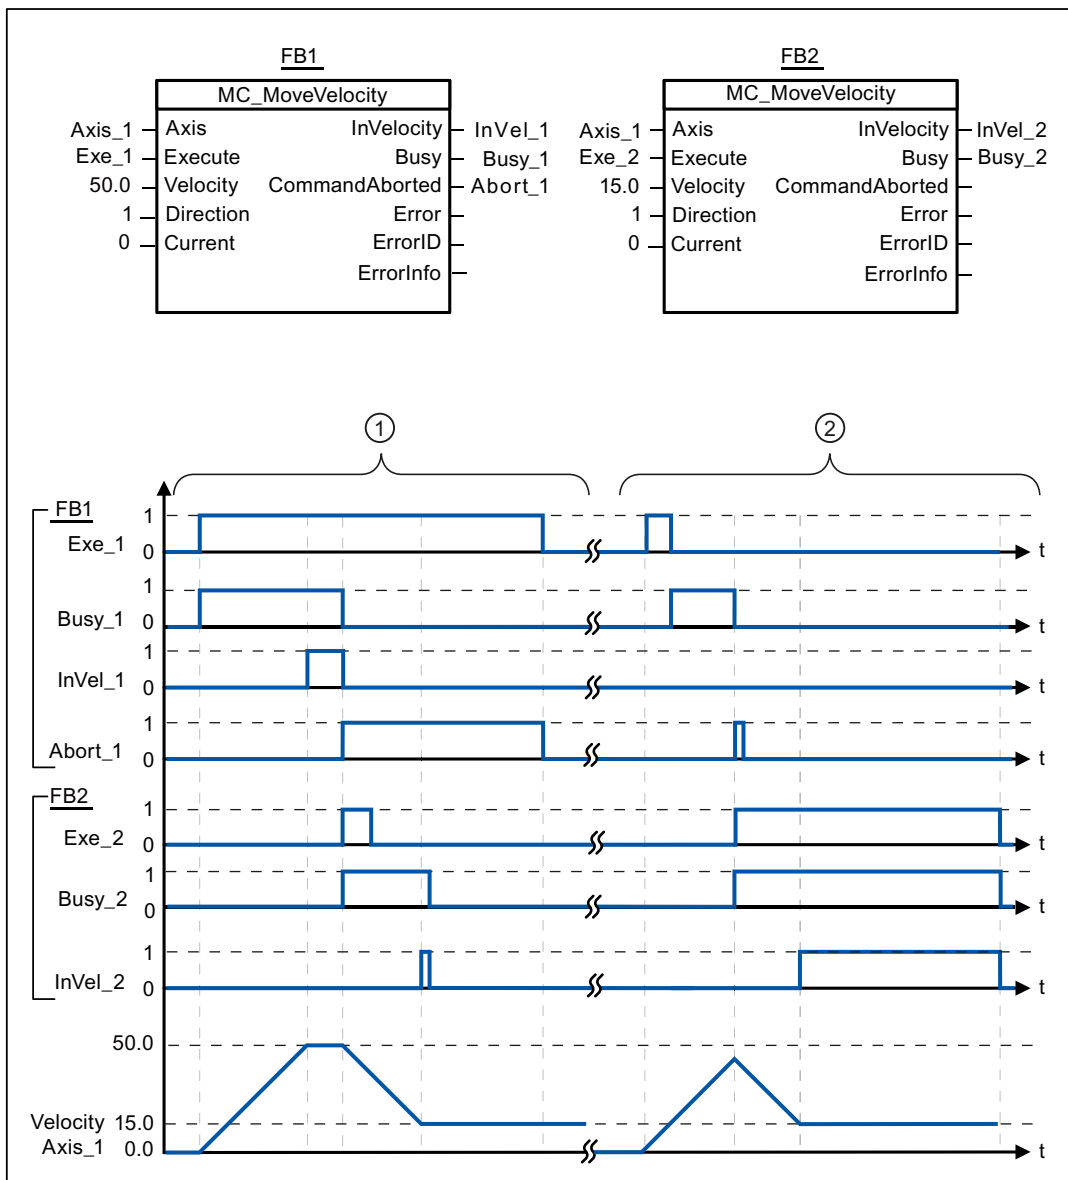 FB1
MC_MoveVelocity
Axis_1 Axis InVelocity InVel_1
Exe_1 Execute Busy Busy_1
50.0 Velocity CommandAborted Abort_1
1 Direction Error
0 Current ErrorID
ErrorInfo
FB2
MC_MoveVelocity
Axis_1 Axis InVelocity InVel_2
Exe_2 Execute Busy Busy_2
15.0 Velocity CommandAborted
1 Direction Error
0 Current ErrorID
ErrorInfo
1 2
FB1
1
Exe_1 0 t
1
Busy_1 0 t
1
InVel_1 0 t
1
Abort_1 0 t
FB2
1
Exe_2 0 t
1
Busy_2 0 t
1
InVel_2 0 t
50.0
Velocity 15.0
Axis_1 0.0 t